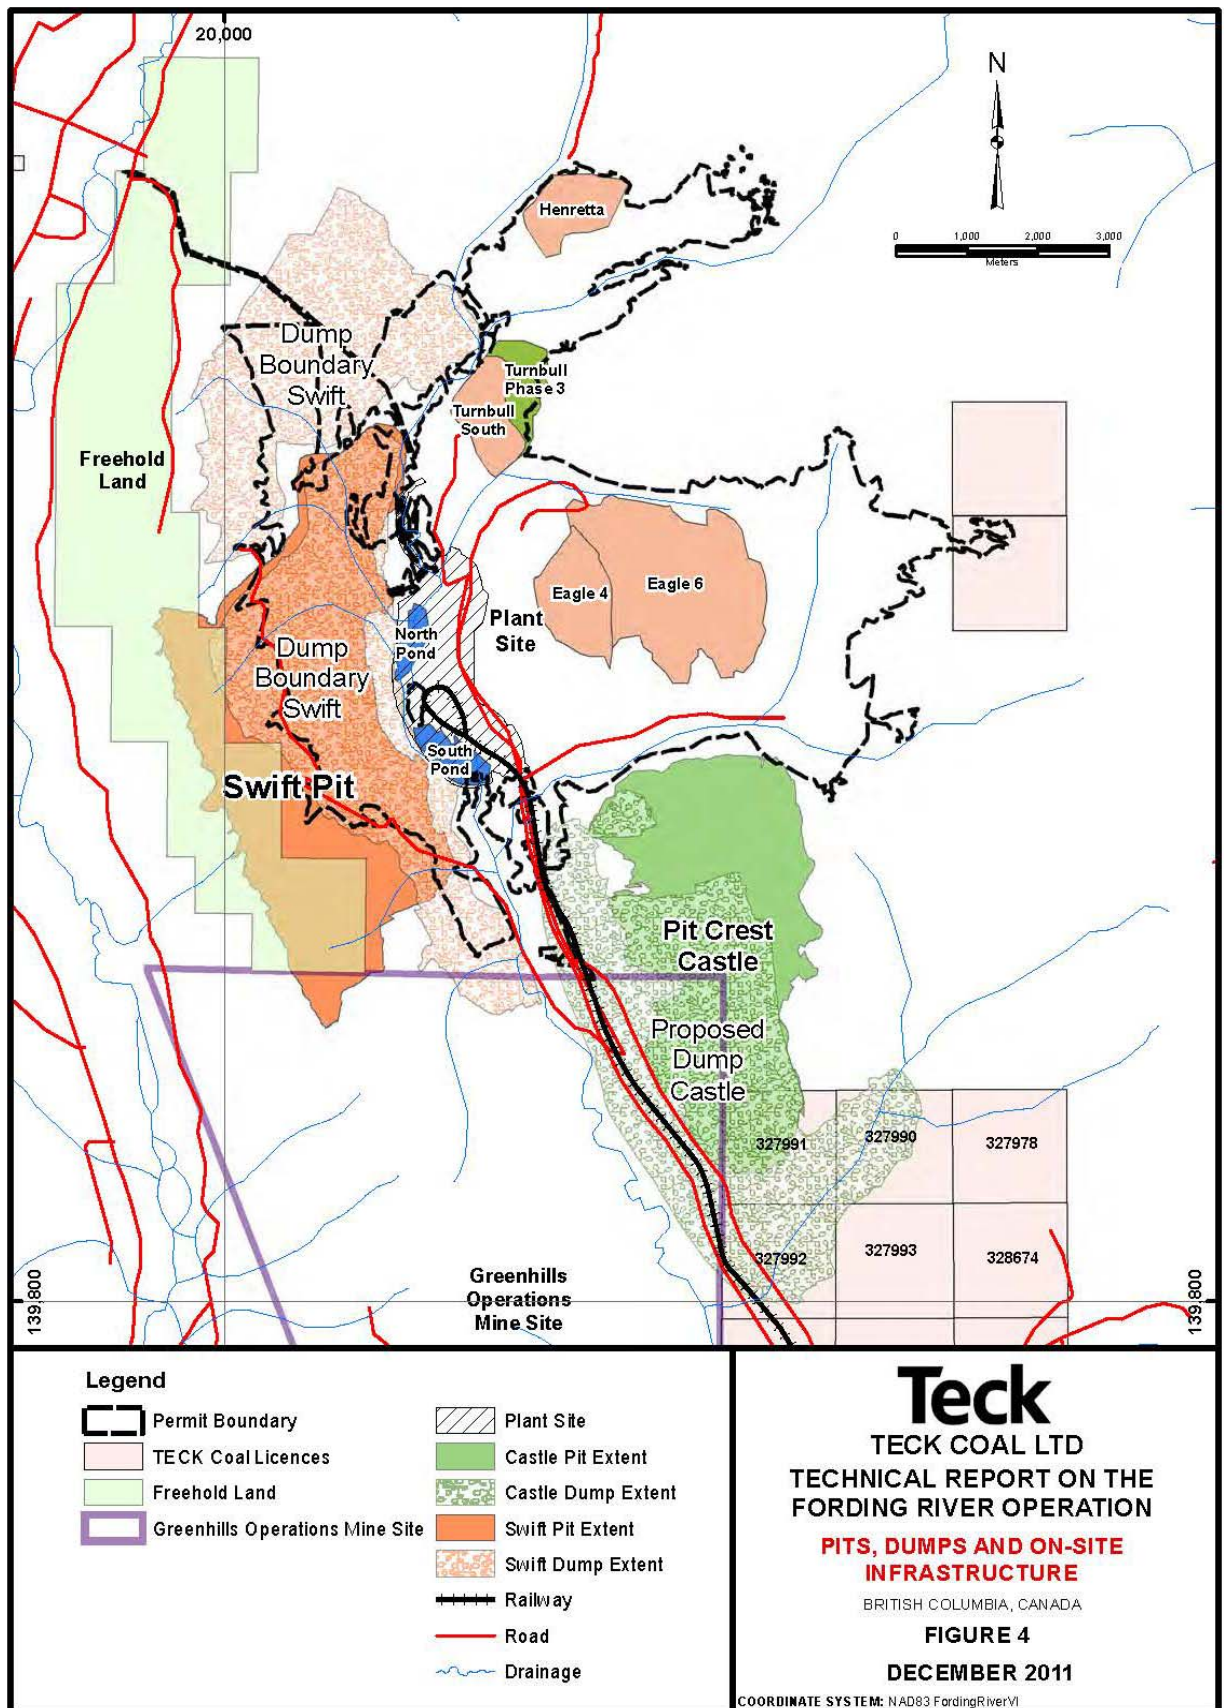 20,000
N
0 1,000 2,000 3,000
Meters
Henretta
Dump
Boundary
Swift
Turnbull
Phase 3
Turnbull
South
Freehold
Land
Eagle 4
Eagle 6
Plant
Site
North
Pond
Dump
Boundary
Swift
South
Pond
Swift Pit
Pit Crest
Castle
Proposed
Dump
Castle
327991
327990
327978
327992
327993
328674
Greenhills
Operations
Mine Site
139,800
139,800
Legend
Permit Boundary
TECK Coal Licences
Freehold Land
Greenhills Operations Mine Site
Plant Site
Castle Pit Extent
Castle Dump Extent
Swift Pit Extent
Swift Dump Extent
Railway
Road
Drainage
Teck
TECK COAL LTD
TECHNICAL REPORT ON THE
FORDING RIVER OPERATION
PITS, DUMPS AND ON-SITE
INFRASTRUCTURE
BRITISH COLUMBIA, CANADA
FIGURE 4
DECEMBER 2011
COORDINATE SYSTEM: NAD83 FordingRiverVI